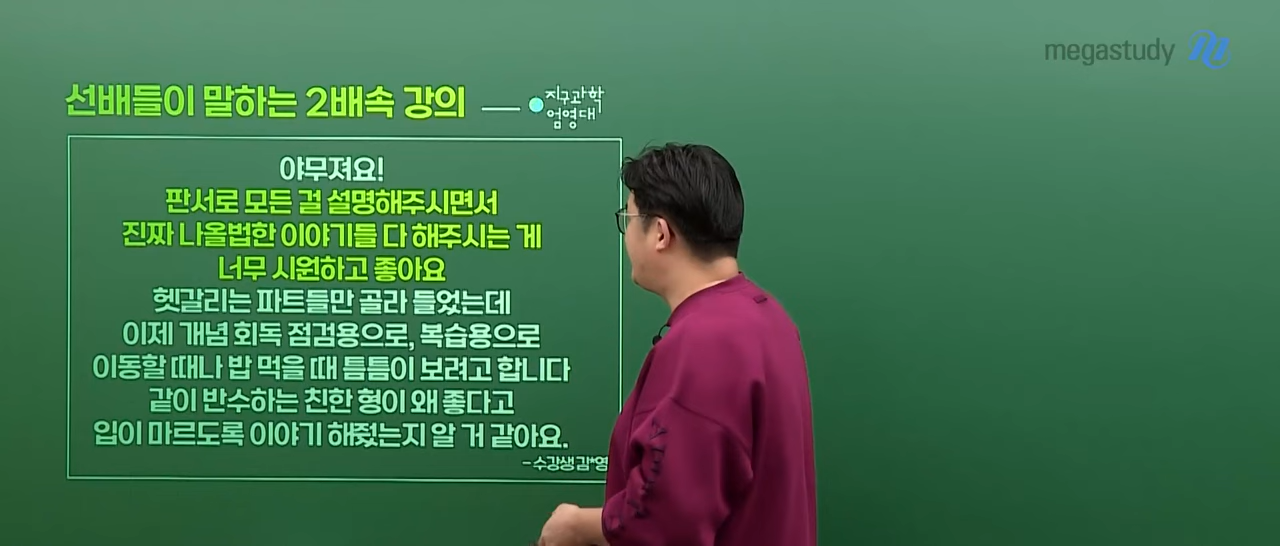 megastudy M
선배들이 말하는 2배속 강의
지구과학
엄영대
야무져요!
판서로 모든 걸 설명해주시면서
진짜 나올법한 이야기들 다 해주시는 게
너무 시원하고 좋아요
헷갈리는 파트들만 골라 들었는데
이제 개념 회독 점검용으로, 복습용으로
이동할 때나 밥 먹을 때 틈틈이 보려고 합니다
같이 반수하는 친한 형이 왜 좋다고
입이 마르도록 이야기 해줬는지 알 거 같아요.
- 수강생 김*영